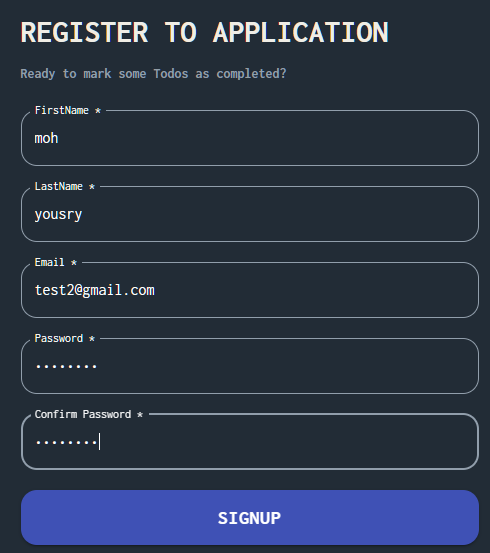 REGISTER TO APPLICATION
Ready to mark some Todos as completed?
FirstName *
moh
LastName *
yousry
Email *
test2@gmail.com
Password *
••••••••
Confirm Password *
••••••••
SIGNUP